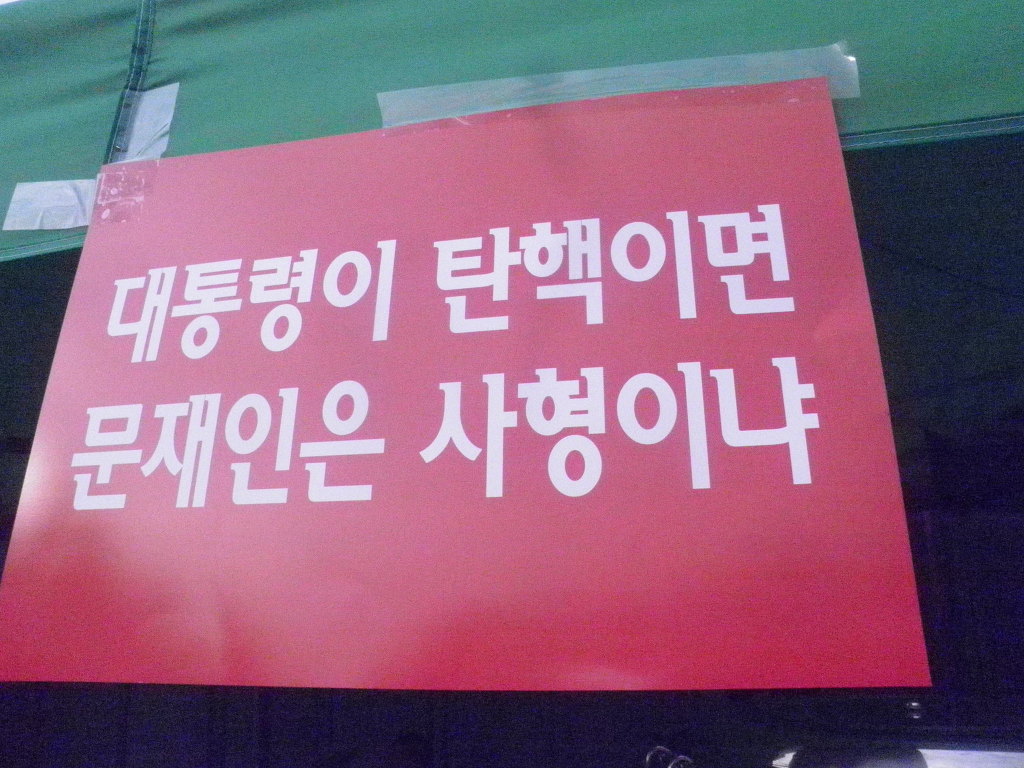 대통령이 탄핵이면
문재인은 사형이냐